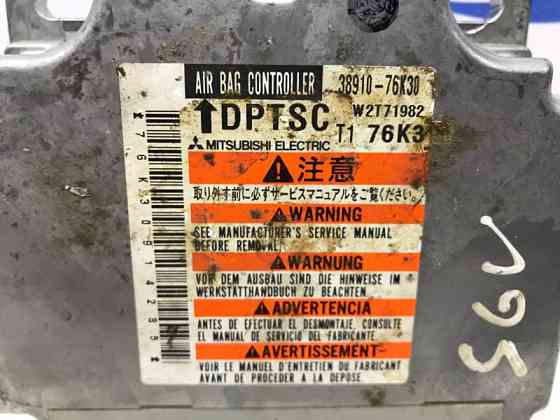 AIR BAG CONTROLLER 38910-76K30
↑DPTSC W2T71982
T1 76K3
MITSUBISHI ELECTRIC
注意
取り外す前に必ずサービスマニュアルをご覧ください。
WARNING
SEE MANUFACTURER'S SERVICE MANUAL
BEFORE REMOVAL
WARNUNG
VOR DEM AUSBAU SIND DIE HINWEISE IM
WERKSTATTHANDBUCH ZU BEACHTEN.
ADVERTENCIA
ANTES DE EFECTUAR EL DESMONTAJE, CONSULTE
EL MANUAL DE SERVICIO DEL FABRICANTE.
AVERTISSEMENT
VOIR LE MANUEL D'ENTRETIEN DU FABRICANT
AVANT DE PROCEDER A LA DEPOSE